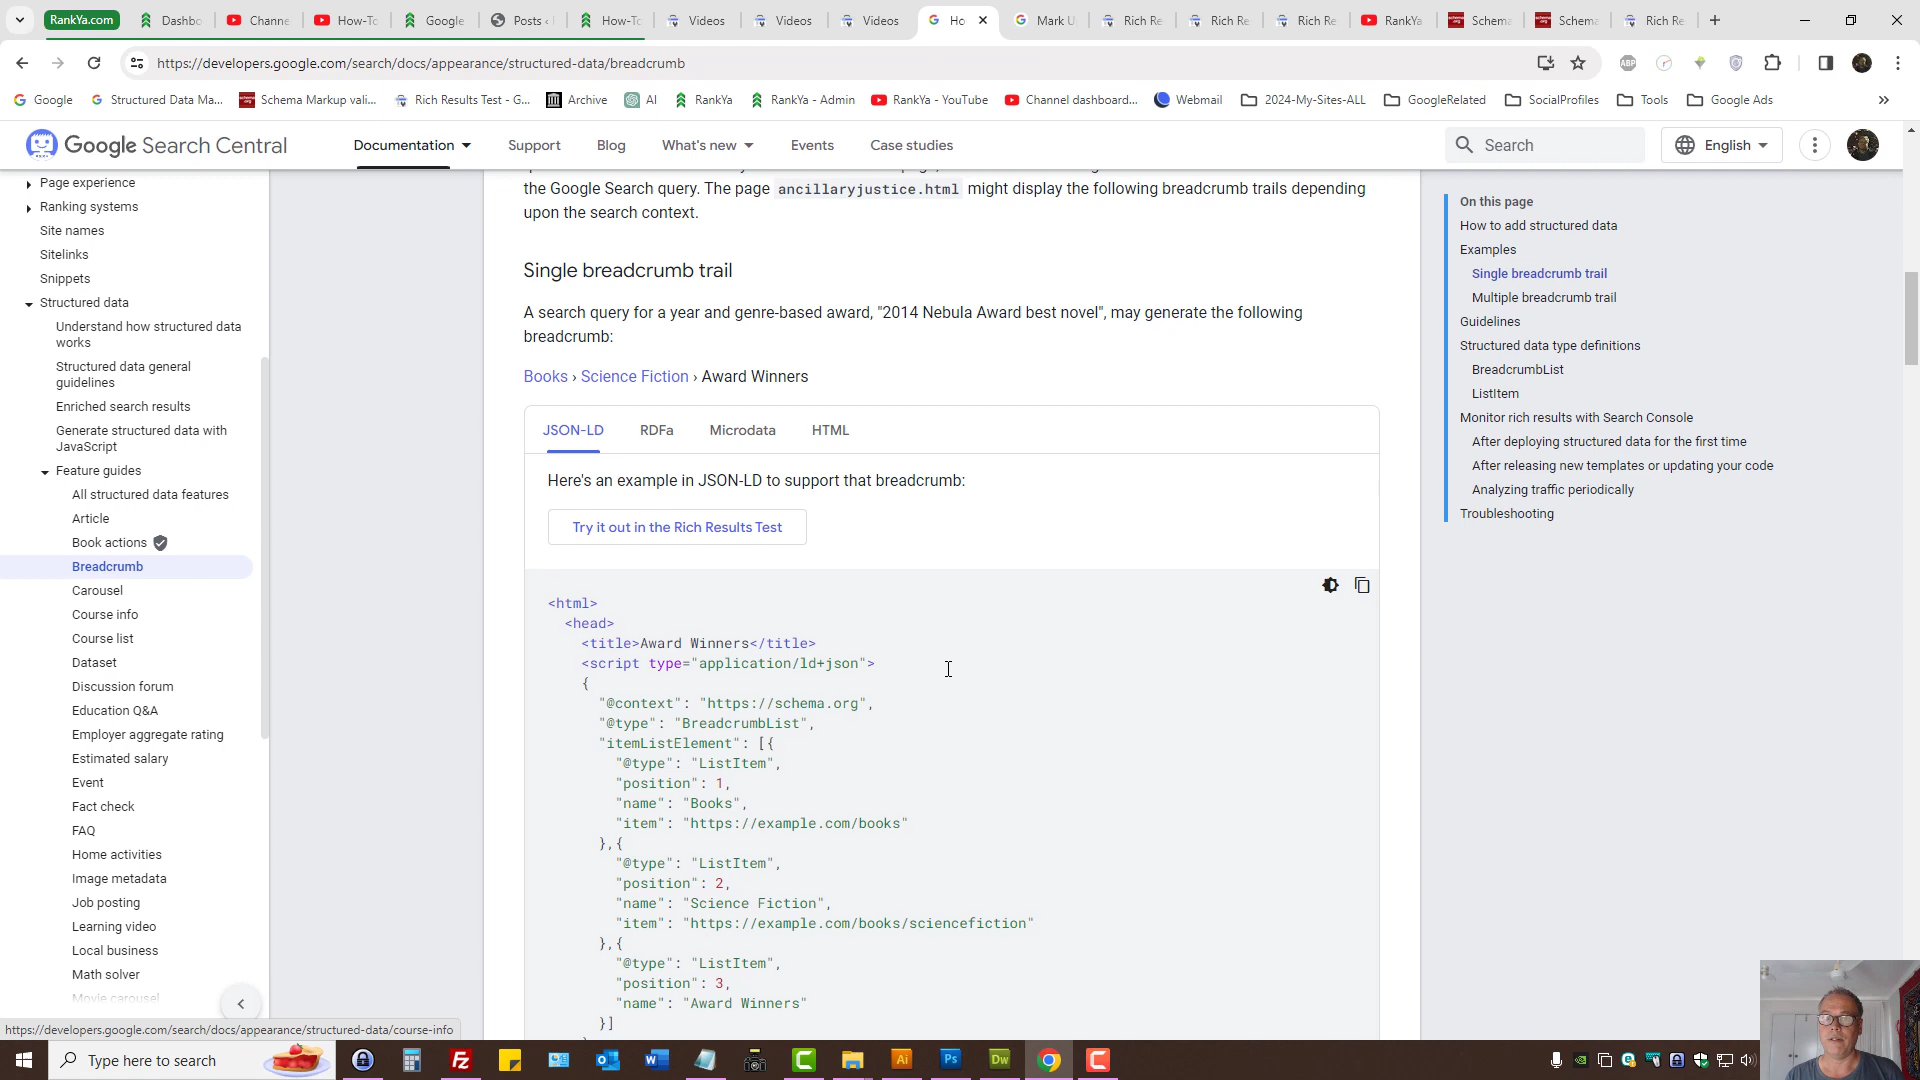 RankYa.com
Dashbo
Channe
How-To
Google
Posts ‹
How-To
Videos
Videos
Videos
Ho
Mark U
Rich Re
Rich Re
Rich Re
RankYa
Schema
Schema
Rich Re
https://developers.google.com/search/docs/appearance/structured-data/breadcrumb
Google
Structured Data Ma...
Schema Markup vali...
Rich Results Test - G...
Archive
AI
RankYa
RankYa - Admin
RankYa - YouTube
Channel dashboard...
Webmail
2024-My-Sites-ALL
GoogleRelated
SocialProfiles
Tools
Google Ads
Google Search Central
Documentation
Support
Blog
What's new
Events
Case studies
Search
English
Page experience
Ranking systems
Site names
Sitelinks
Snippets
Structured data
Understand how structured data
works
Structured data general
guidelines
Enriched search results
Generate structured data with
JavaScript
Feature guides
All structured data features
Article
Book actions
Breadcrumb
Carousel
Course info
Course list
Dataset
Discussion forum
Education Q&A
Employer aggregate rating
Estimated salary
Event
Fact check
FAQ
Home activities
Image metadata
Job posting
Learning video
Local business
Math solver
Movie carousel
the Google Search query. The page ancillaryjustice.html might display the following breadcrumb trails depending
upon the search context.
Single breadcrumb trail
A search query for a year and genre-based award, "2014 Nebula Award best novel", may generate the following
breadcrumb:
Books › Science Fiction › Award Winners
JSON-LD
RDFa
Microdata
HTML
Here's an example in JSON-LD to support that breadcrumb:
Try it out in the Rich Results Test
<html>
<head>
<title>Award Winners</title>
<script type="application/ld+json">
{
"@context": "https://schema.org",
"@type": "BreadcrumbList",
"itemListElement": [{
"@type": "ListItem",
"position": 1,
"name": "Books",
"item": "https://example.com/books"
},{
"@type": "ListItem",
"position": 2,
"name": "Science Fiction",
"item": "https://example.com/books/sciencefiction"
},{
"@type": "ListItem",
"position": 3,
"name": "Award Winners"
}]
On this page
How to add structured data
Examples
Single breadcrumb trail
Multiple breadcrumb trail
Guidelines
Structured data type definitions
BreadcrumbList
ListItem
Monitor rich results with Search Console
After deploying structured data for the first time
After releasing new templates or updating your code
Analyzing traffic periodically
Troubleshooting
https://developers.google.com/search/docs/appearance/structured-data/course-info
Type here to search